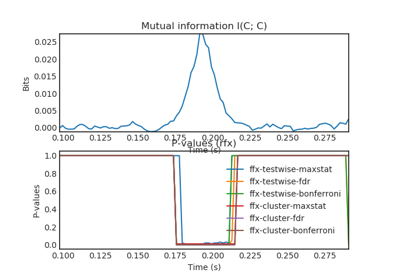 Mutual information I(C; C)
Bits
0.025
0.020
0.015
0.010
0.005
0.000
0.100 0.125 0.150 0.175 0.200 0.225 0.250 0.275
Time (s)
P-values (rfx)
P-values
1.0
0.8
0.6
0.4
0.2
0.0
ffx-testwise-maxstat
ffx-testwise-fdr
ffx-testwise-bonferroni
ffx-cluster-maxstat
ffx-cluster-fdr
ffx-cluster-bonferroni
0.100 0.125 0.150 0.175 0.200 0.225 0.250 0.275
Time (s)